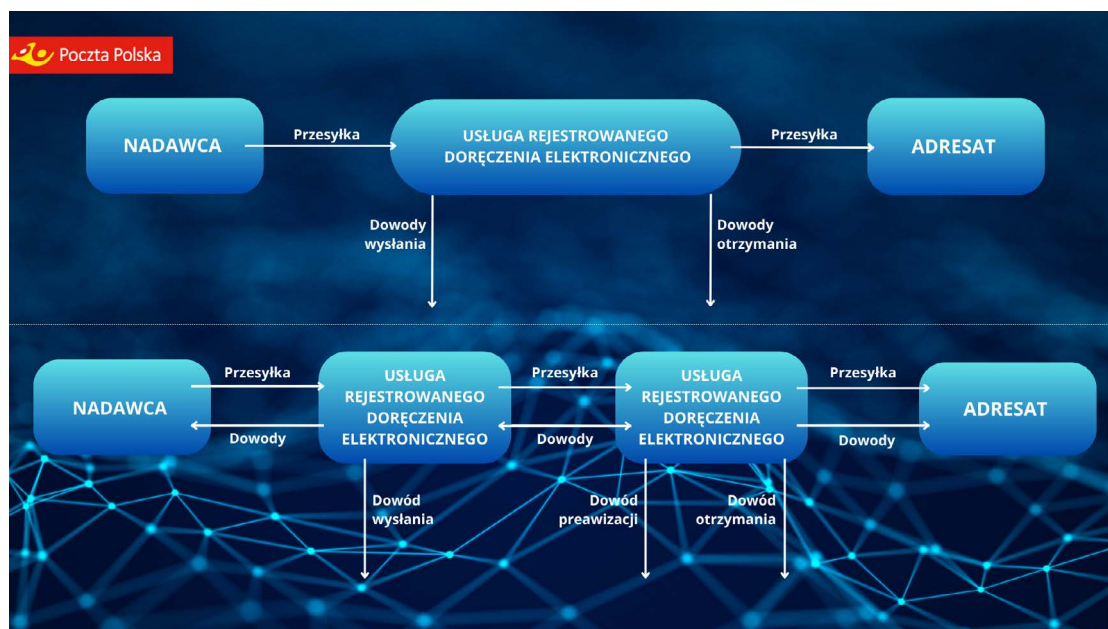 Poczta Polska
NADAWCA
Przesyłka
USŁUGA REJESTROWANEGO
DORĘCZENIA ELEKTRONICZNEGO
Przesyłka
ADRESAT
Dowody
wysłania
Dowody
otrzymania
NADAWCA
Przesyłka
Dowody
USŁUGA
REJESTROWANEGO
DORĘCZENIA
ELEKTRONICZNEGO
Przesyłka
Dowody
USŁUGA
REJESTROWANEGO
DORĘCZENIA
ELEKTRONICZNEGO
Przesyłka
Dowody
ADRESAT
Dowód
wysłania
Dowód
preawizacji
Dowód
otrzymania